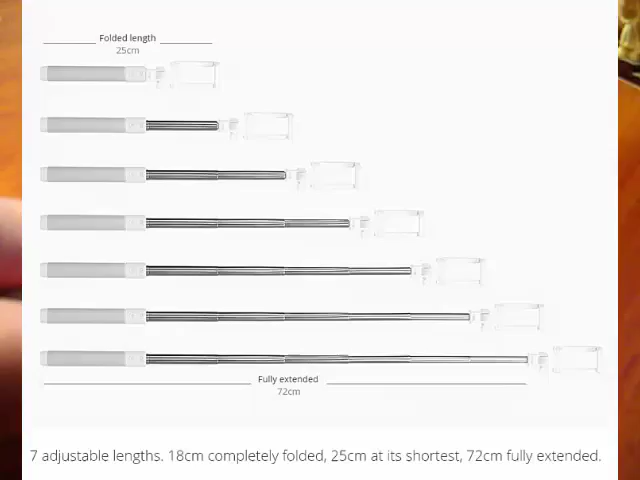 Folded length
25cm
Fully extended
72cm
7 adjustable lengths. 18cm completely folded, 25cm at its shortest, 72cm fully extended.